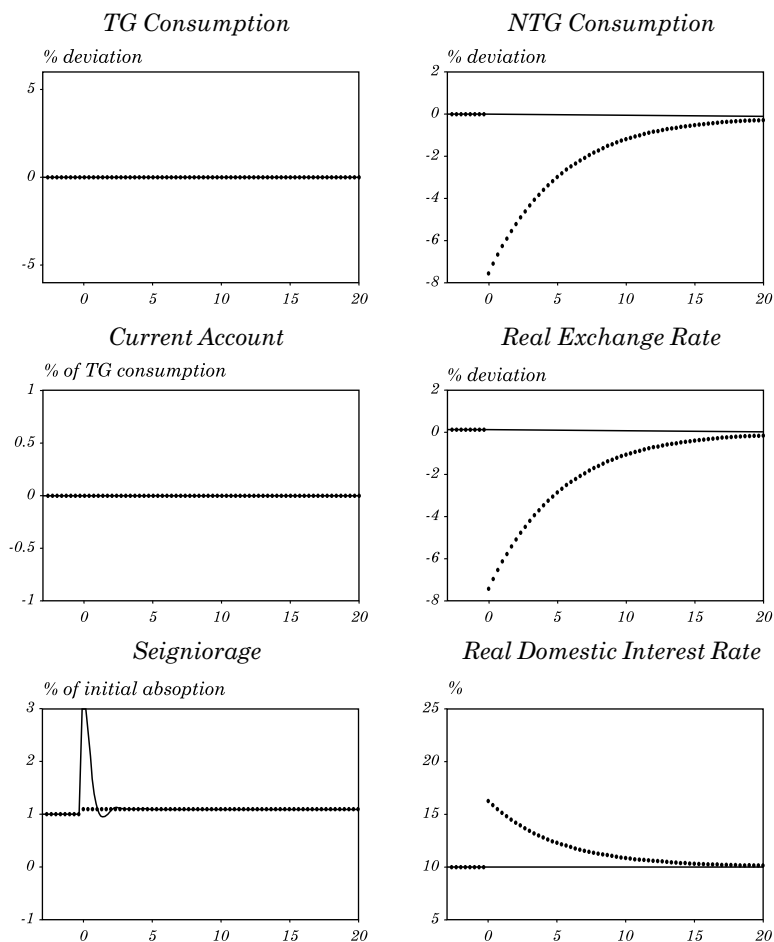 TG Consumption
NTG Consumption
% deviation
% deviation
5
0
-5
0 5 10 15 20
2
0
-2
-4
-6
-8
0 5 10 15 20
Current Account
Real Exchange Rate
% of TG consumption
% deviation
1
0.5
0
-0.5
-1
0 5 10 15 20
2
0
-2
-4
-6
-8
0 5 10 15 20
Seigniorage
Real Domestic Interest Rate
% of initial absoption
%
3
2
1
0
-1
0 5 10 15 20
25
20
15
10
5
0 5 10 15 20